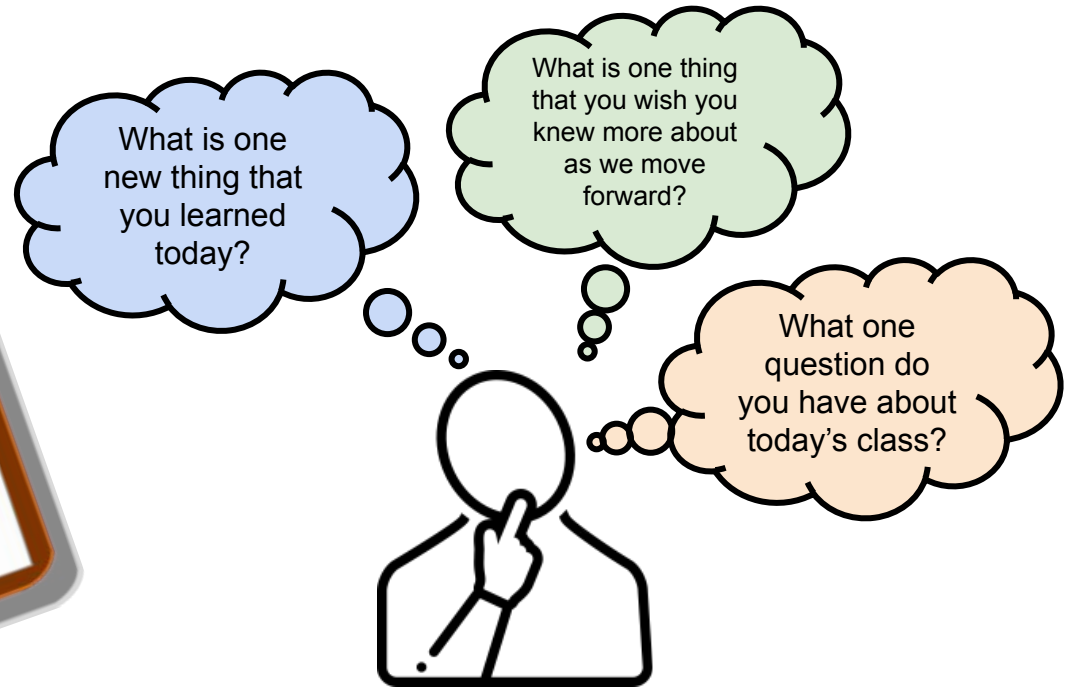 What is one
new thing that
you learned
today?
What is one thing
that you wish you
knew more about
as we move
forward?
What one
question do
you have about
today's class?